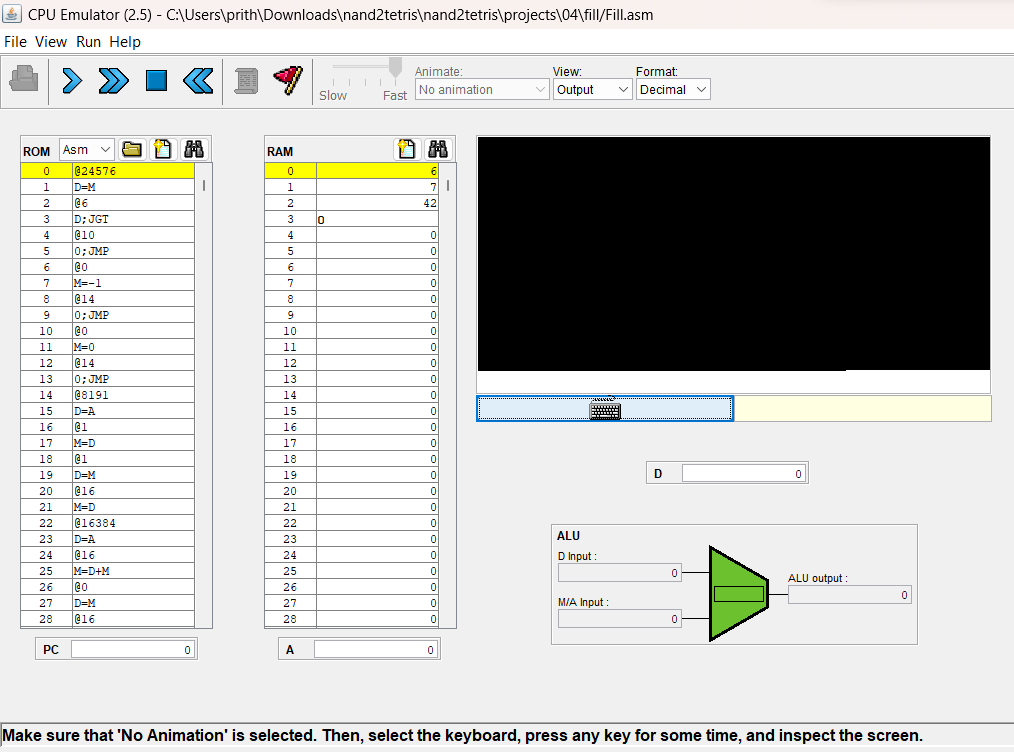 CPU Emulator (2.5) - C:\Users\prith\Downloads\nand2tetris\nand2tetris\projects\04\fill/Fill.asm
File View Run Help
Animate: View: Format:
Slow Fast No animation Output Decimal
ROM Asm
0 @24576
1 D=M
2 @6
3 D;JGT
4 @10
5 0;JMP
6 @0
7 M=-1
8 @14
9 0;JMP
10 @0
11 M=0
12 @14
13 0;JMP
14 @8191
15 D=A
16 @1
17 M=D
18 @1
19 D=M
20 @16
21 M=D
22 @16384
23 D=A
24 @16
25 M=D+M
26 @0
27 D=M
28 @16
PC 0
RAM
0 6
1 7
2 42
3 0
4 0
5 0
6 0
7 0
8 0
9 0
10 0
11 0
12 0
13 0
14 0
15 0
16 0
17 0
18 0
19 0
20 0
21 0
22 0
23 0
24 0
25 0
26 0
27 0
28 0
A 0
D 0
ALU
D Input :
0
M/A Input :
0
ALU output :
0
Make sure that 'No Animation' is selected. Then, select the keyboard, press any key for some time, and inspect the screen.